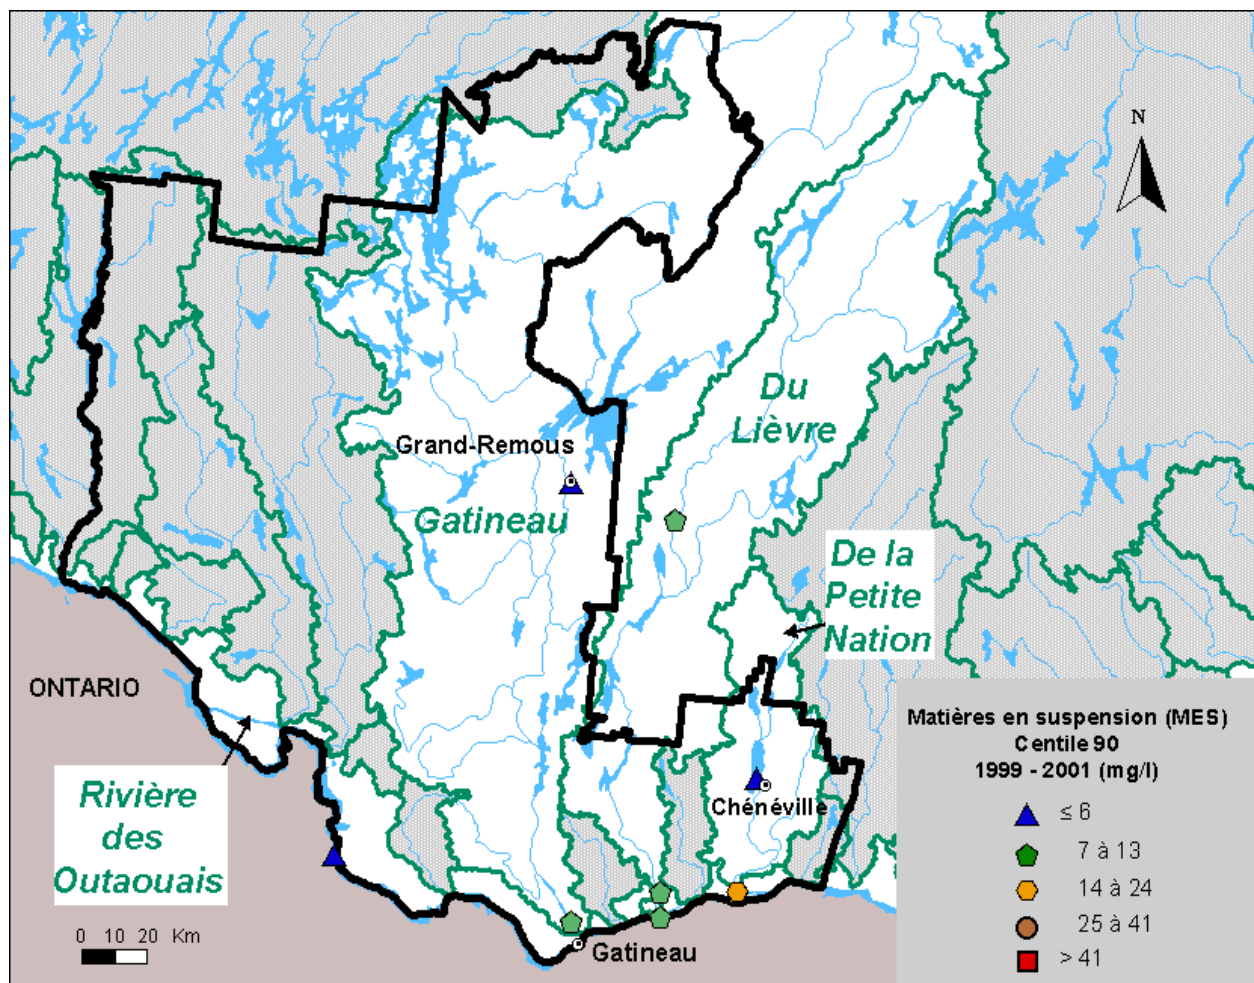 N
Du
Lièvre
Grand-Remous
Gatineau
De la
Petite
Nation
ONTARIO
Rivière
des
Outaouais
Chénéville
Gatineau
0 10 20 Km
Matières en suspension (MES)
Centile 90
1999 - 2001 (mg/l)
≤ 6
7 à 13
14 à 24
25 à 41
> 41